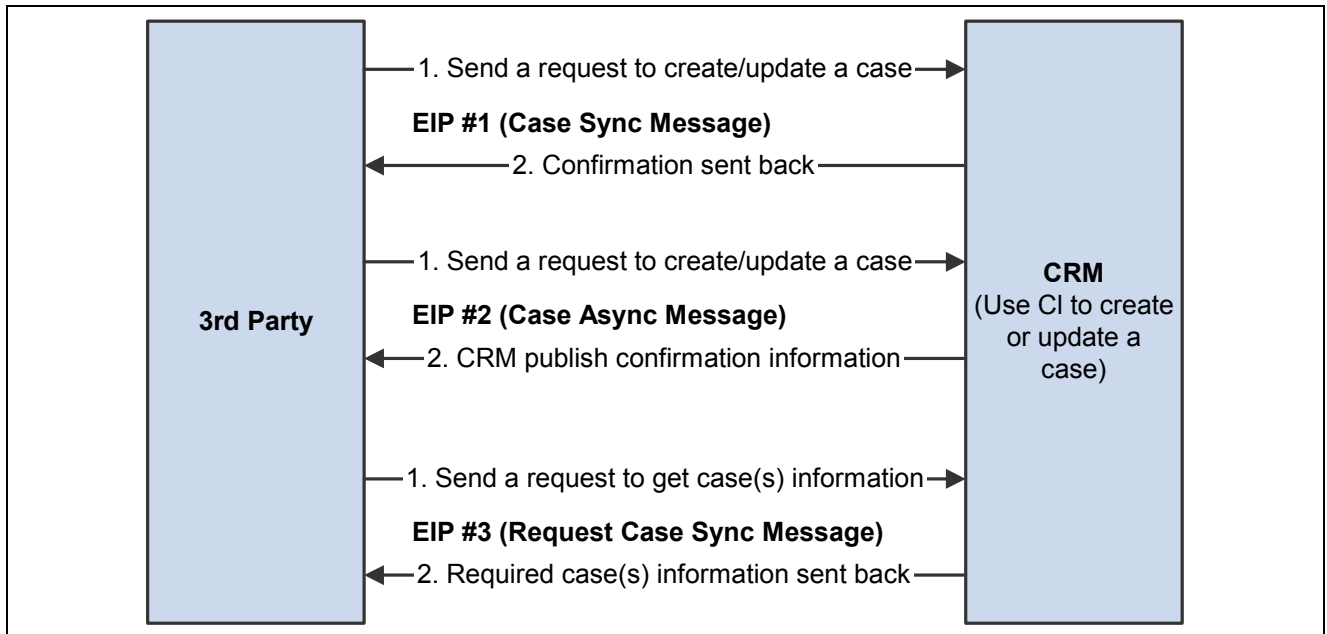 1. Send a request to create/update a case
EIP #1 (Case Sync Message)
2. Confirmation sent back
1. Send a request to create/update a case
EIP #2 (Case Async Message)
2. CRM publish confirmation information
1. Send a request to get case(s) information
EIP #3 (Request Case Sync Message)
2. Required case(s) information sent back
3rd Party
CRM
(Use CI to create
or update a
case)